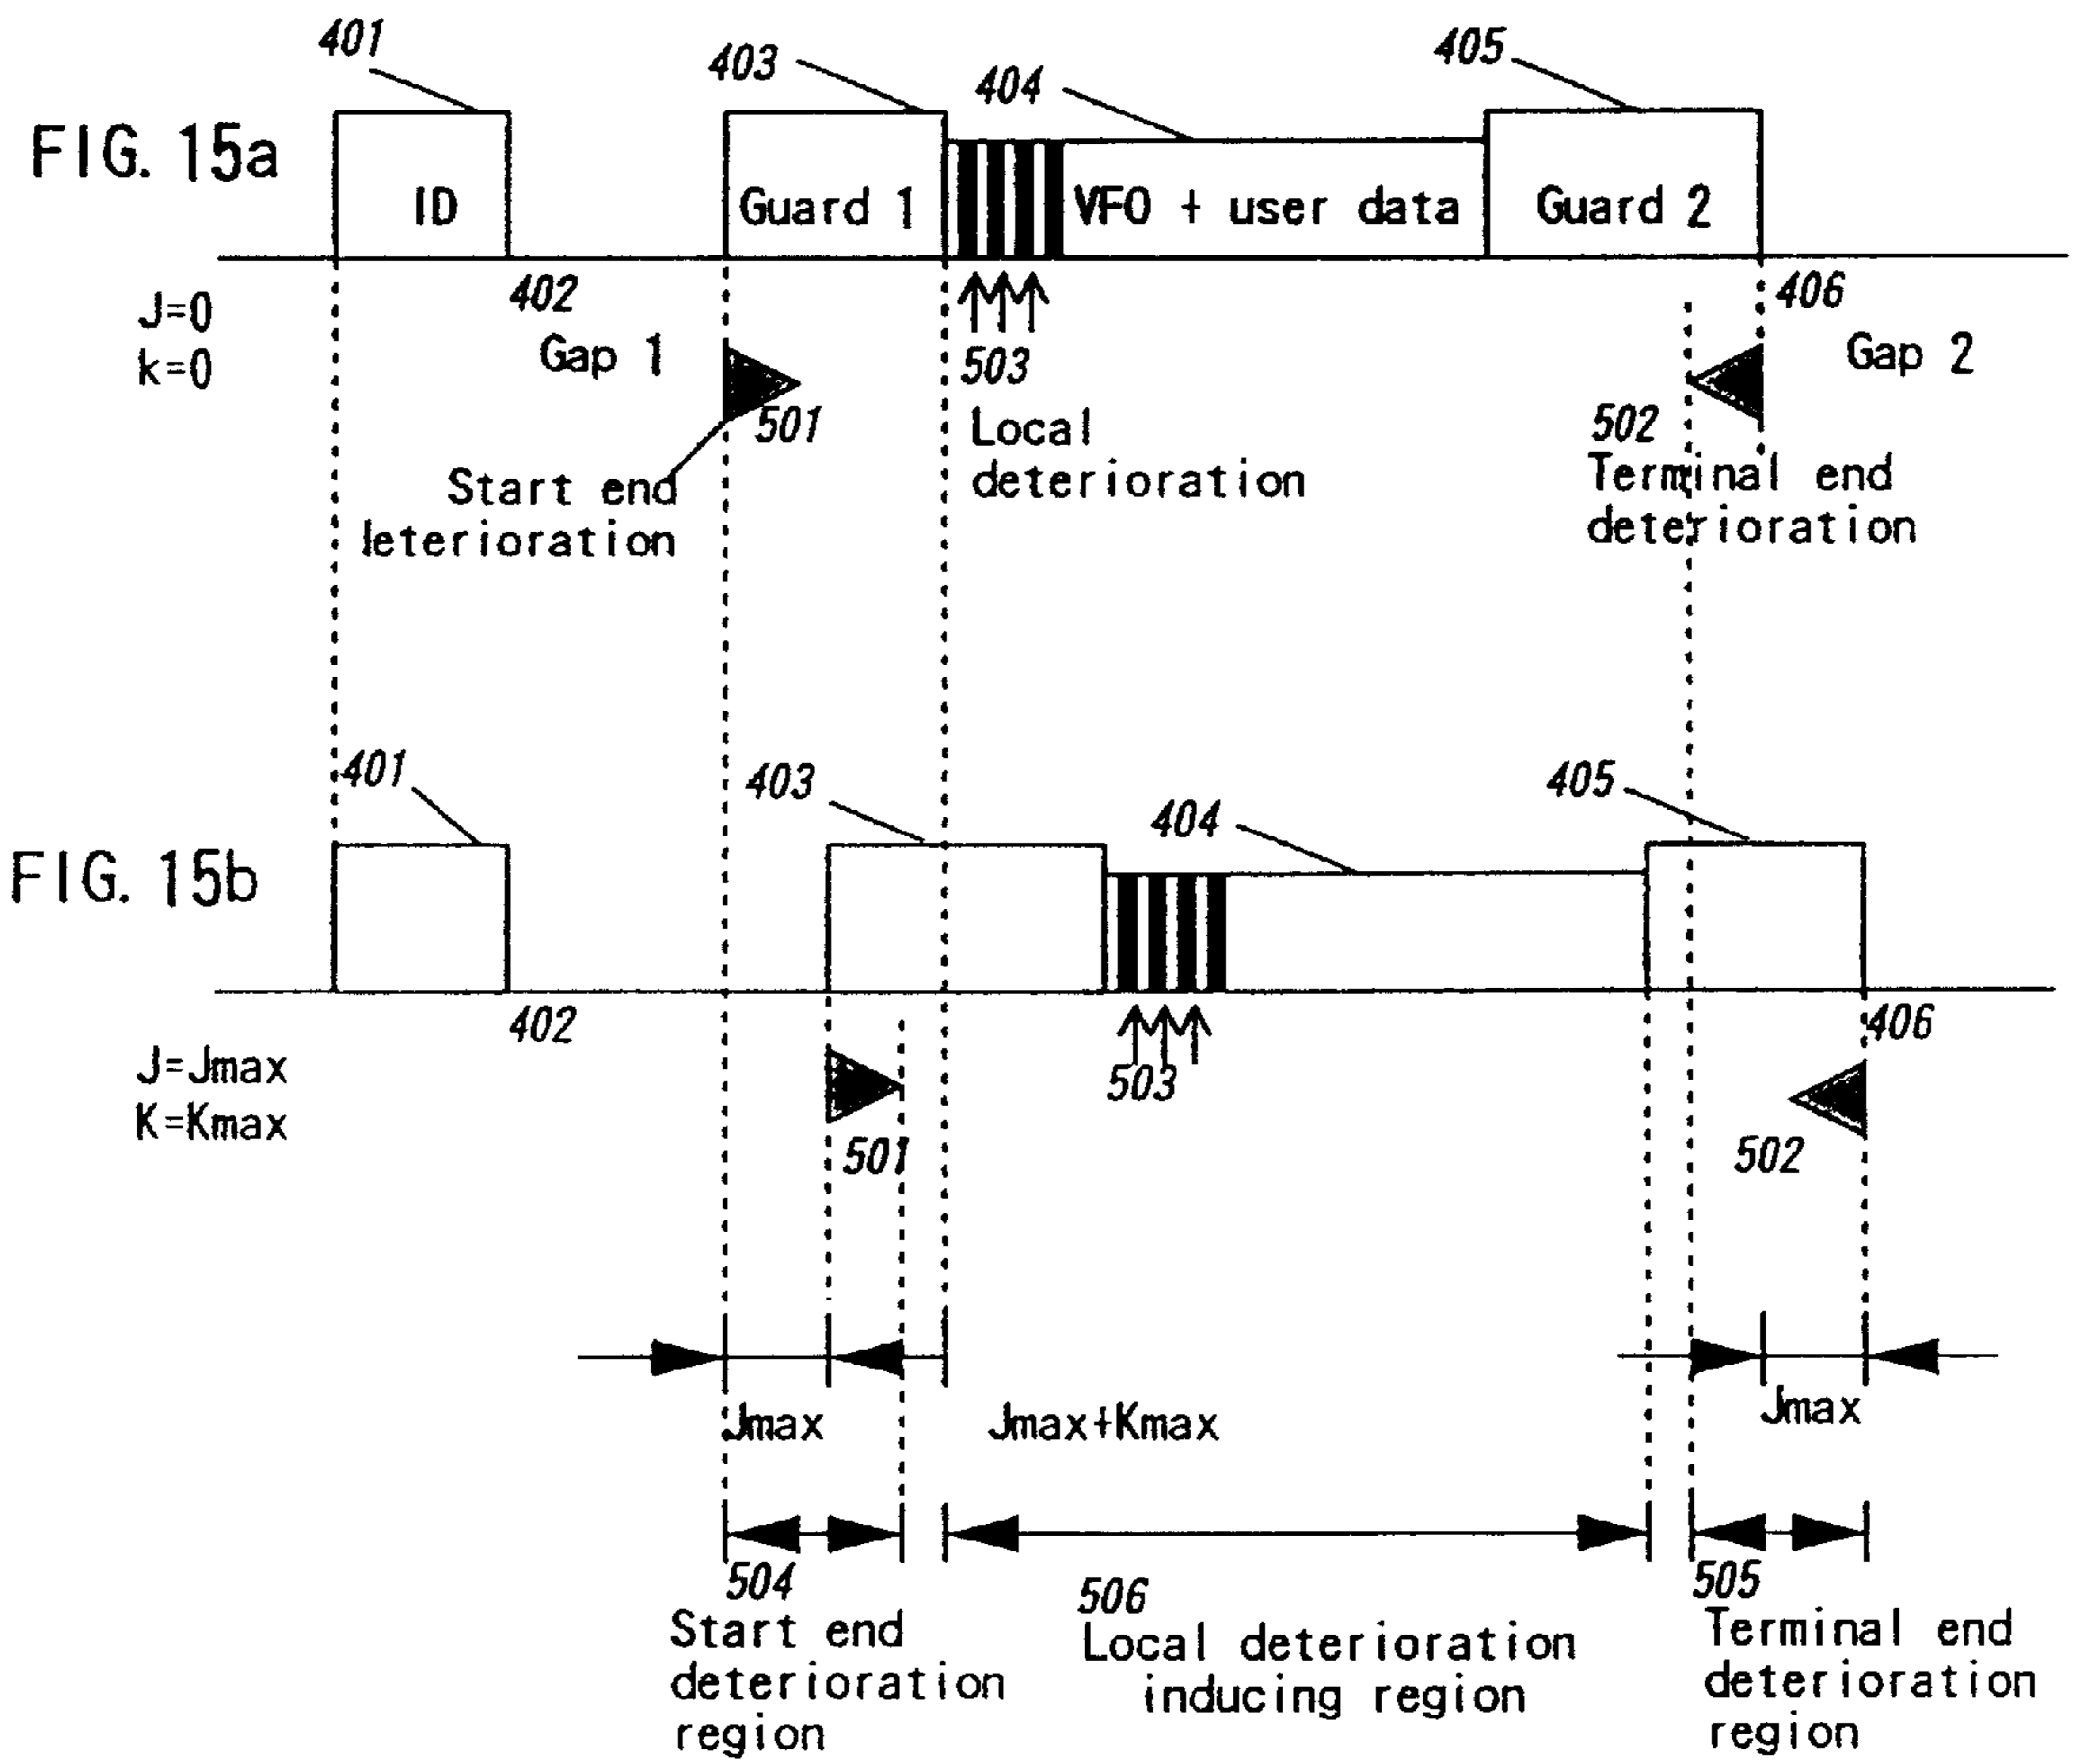 401
403
404
405
FIG. 15a
ID
Guard 1
VFO + user data
Guard 2
402
406
J=0
k=0
Gap 1
503
Gap 2
501
502
Local
deterioration
Start end
leterioration
Terminal end
deterioration
401
403
404
405
FIG. 15b
402
406
J=Jmax
K=Kmax
503
501
502
Jmax
Jmax+Kmax
Jmax
504
Start end
deterioration
region
506
Local deterioration
inducing region
505
Terminal end
deterioration
region